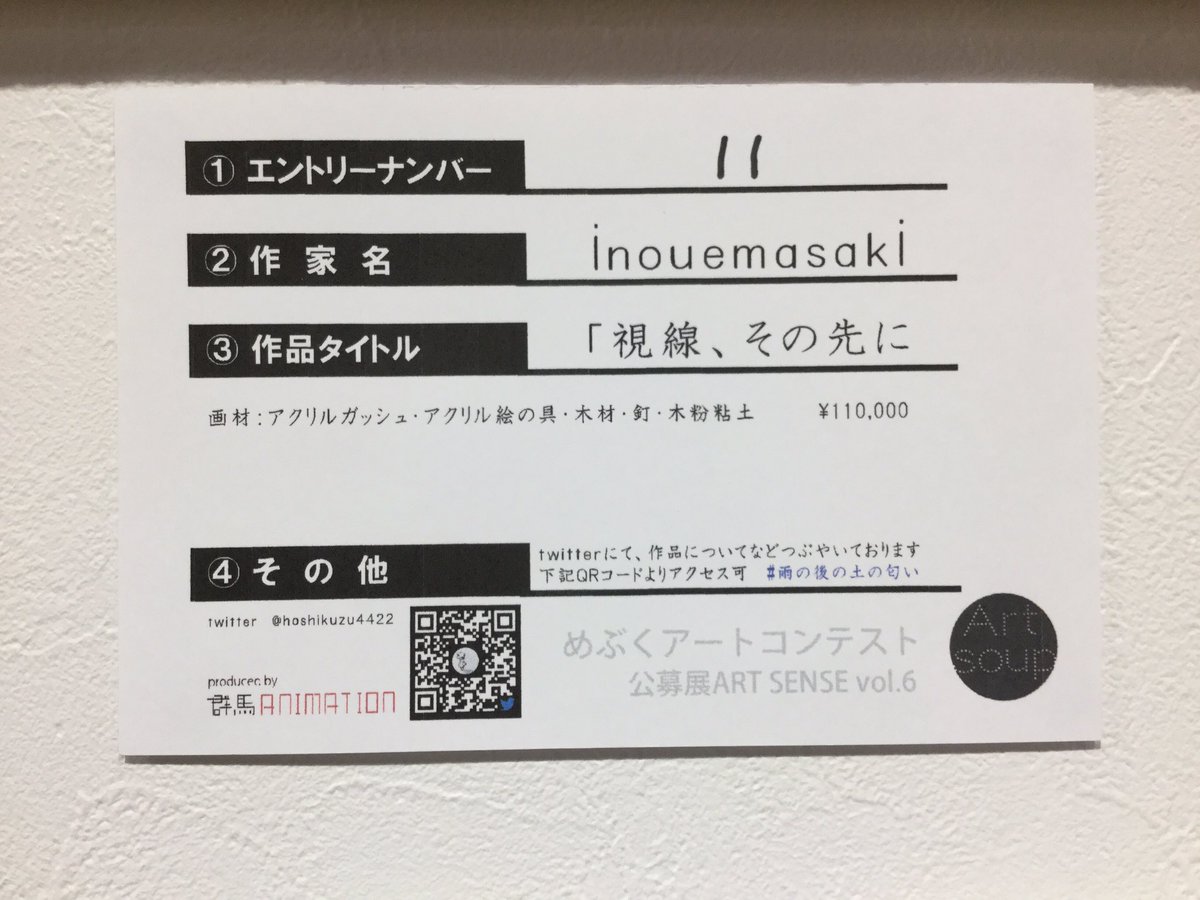 ① エントリーナンバー 11
② 作家名 inouemasaki
③ 作品タイトル 「視線、その先に
画材:アクリルガッシュ・アクリル絵の具・木材・釘・木粉粘土 ¥110,000
④ その他 twitterにて、作品についてなどつぶやいております
下記QRコードよりアクセス可 #雨の後の土の匂い
twitter @hoshikuzu4422
produced by
群馬ANIMATION
めぶくアートコンテスト
公募展ART SENSE vol.6
Art
soup